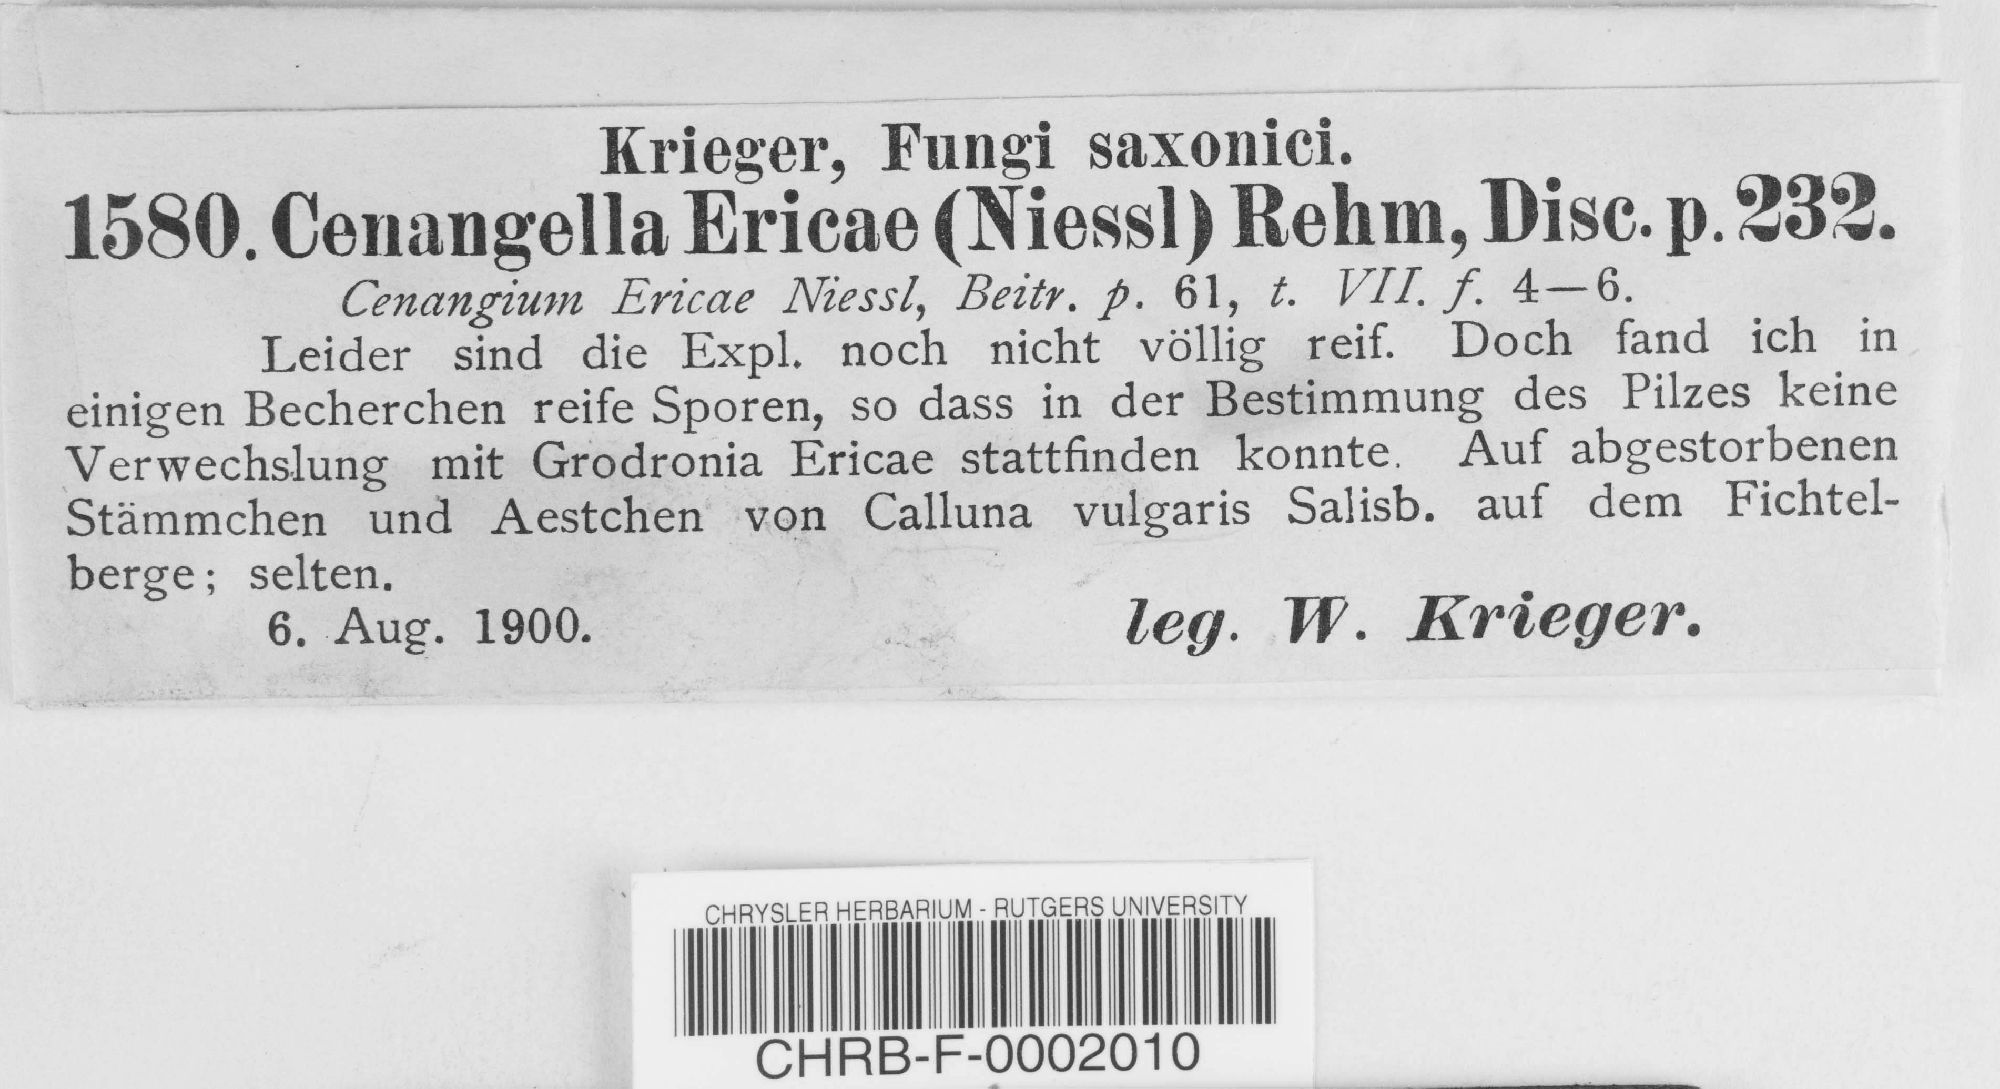 Krieger, Fungi saxonici.
1580. Cenangella Ericae (Niessl) Rehm, Disc. p. 232.
Cenangium Ericae Niessl, Beitr. p. 61, t. VII. f. 4—6.
Leider sind die Expl. noch nicht völlig reif. Doch fand ich in
einigen Becherchen reife Sporen, so dass in der Bestimmung des Pilzes keine
Verwechslung mit Grodronia Ericae stattfinden konnte. Auf abgestorbenen
Stämmchen und Aestchen von Calluna vulgaris Salisb. auf dem Fichtel-
berge; selten.
6. Aug. 1900. leg. W. Krieger.
CHRYSLER HERBARIUM - RUTGERS UNIVERSITY
CHRB-F-0002010